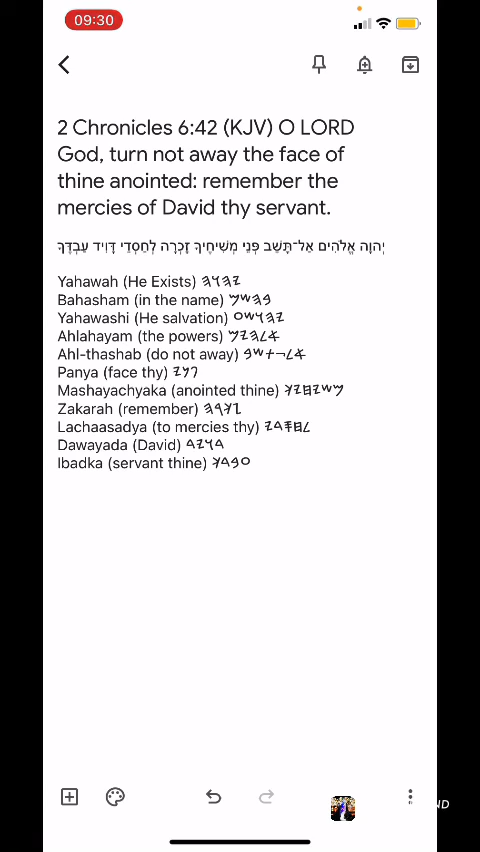 09:30
2 Chronicles 6:42 (KJV) O LORD
God, turn not away the face of
thine anointed: remember the
mercies of David thy servant.
יְהוָה אֱלֹהִים אַל־תָּשֵׁב פְּנֵי מְשִׁיחֶיךָ זָכְרָה לְחַסְדֵי דָּוִיד עַבְדֶּךָ
Yahawah (He Exists) 𐤉𐤄𐤅𐤄
Bahasham (in the name) 𐤁𐤄𐤔𐤌
Yahawashi (He salvation) 𐤉𐤄𐤅𐤔𐤏
Ahlahayam (the powers) 𐤀𐤋𐤄𐤉𐤌
Ahl-thashab (do not away) 𐤀𐤋¬𐤕𐤔𐤁
Panya (face thy) 𐤐𐤍𐤉
Mashayachyaka (anointed thine) 𐤌𐤔𐤉𐤇𐤉𐤊
Zakarah (remember) 𐤆𐤊𐤓𐤄
Lachaasadya (to mercies thy) 𐤋𐤇𐤎𐤃𐤉
Dawayada (David) 𐤃𐤅𐤉𐤃
Ibadka (servant thine) 𐤏𐤁𐤃𐤊